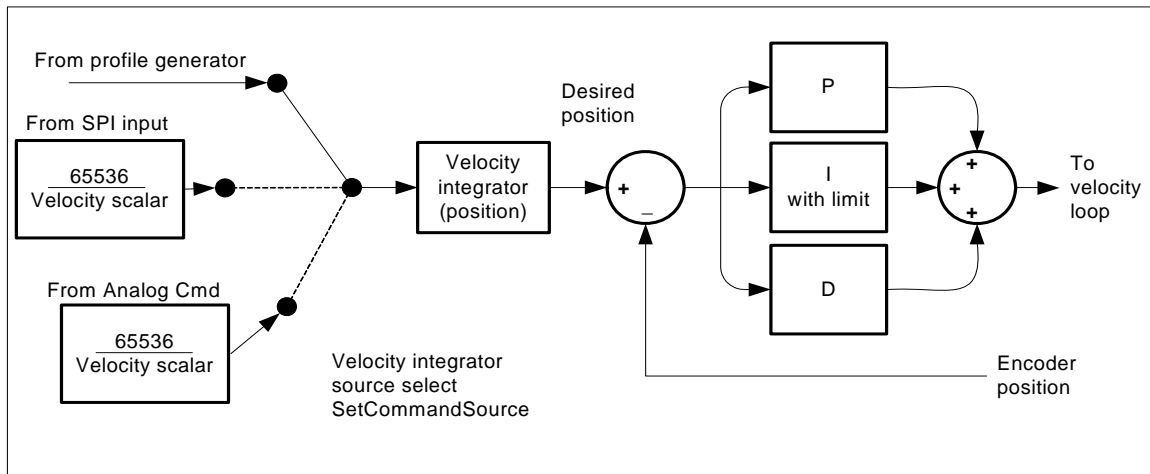 From profile generator
From SPI input
65536
Velocity scalar
From Analog Cmd
65536
Velocity scalar
Velocity integrator
source select
SetCommandSource
Velocity
integrator
(position)
Desired
position
+
–
P
I
with limit
D
+
+
+
To
velocity
loop
Encoder
position